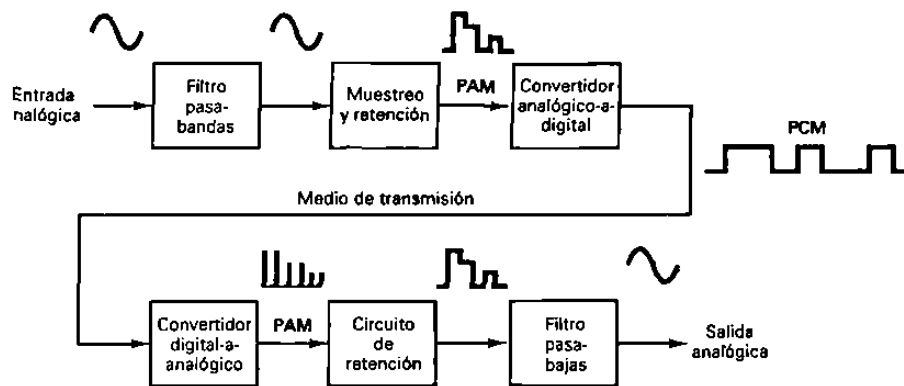 Entrada
nalógica
Filtro
pasa-
bandas
Muestreo
y retención
PAM
Convertidor
analógico-a-
digital
PCM
Medio de transmisión
Convertidor
digital-a-
analógico
PAM
Circuito
de
retención
Filtro
pasa-
bajas
Salida
analógica